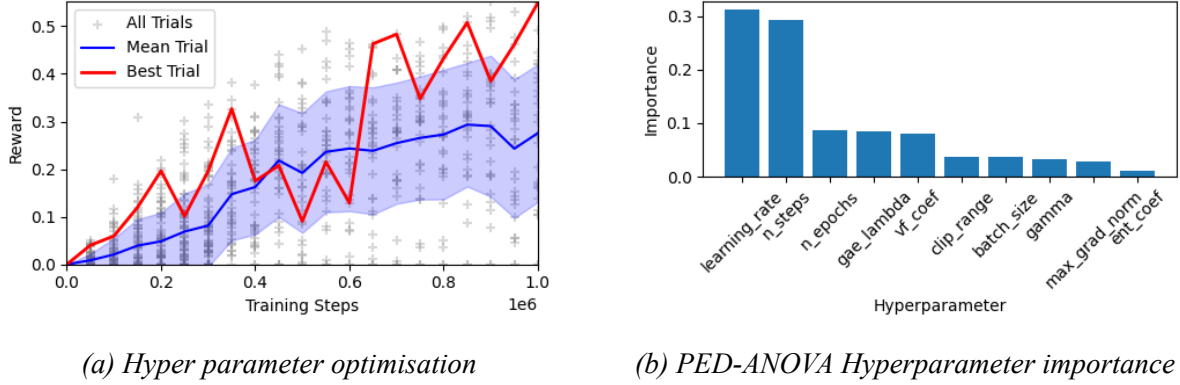 All Trials
Mean Trial
Best Trial
0.5
0.4
0.3
0.2
0.1
0.0
Reward
0.0 0.2 0.4 0.6 0.8 1.0
1e6
Training Steps
(a) Hyper parameter optimisation
0.3
0.2
0.1
0.0
Importance
learning_rate
n_steps
n_epochs
gae_lambda
vf_coef
clip_range
batch_size
gamma
max_grad_norm
ent_coef
Hyperparameter
(b) PED-ANOVA Hyperparameter importance